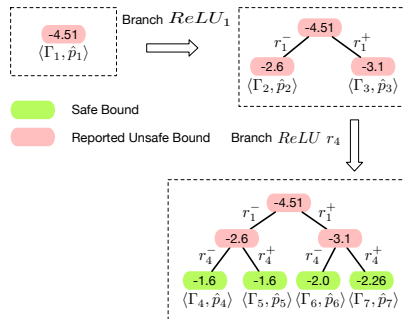 Branch ReLU₁
-4.51
⟨Γ₁, p̂₁⟩
-4.51
r₁⁻ r₁⁺
-2.6 -3.1
⟨Γ₂, p̂₂⟩ ⟨Γ₃, p̂₃⟩
Safe Bound
Reported Unsafe Bound
Branch ReLU r₄
-4.51
r₁⁻ r₁⁺
-2.6 -3.1
r₄⁻ r₄⁺ r₄⁻ r₄⁺
-1.6 -1.6 -2.0 -2.26
⟨Γ₄, p̂₄⟩ ⟨Γ₅, p̂₅⟩ ⟨Γ₆, p̂₆⟩ ⟨Γ₇, p̂₇⟩